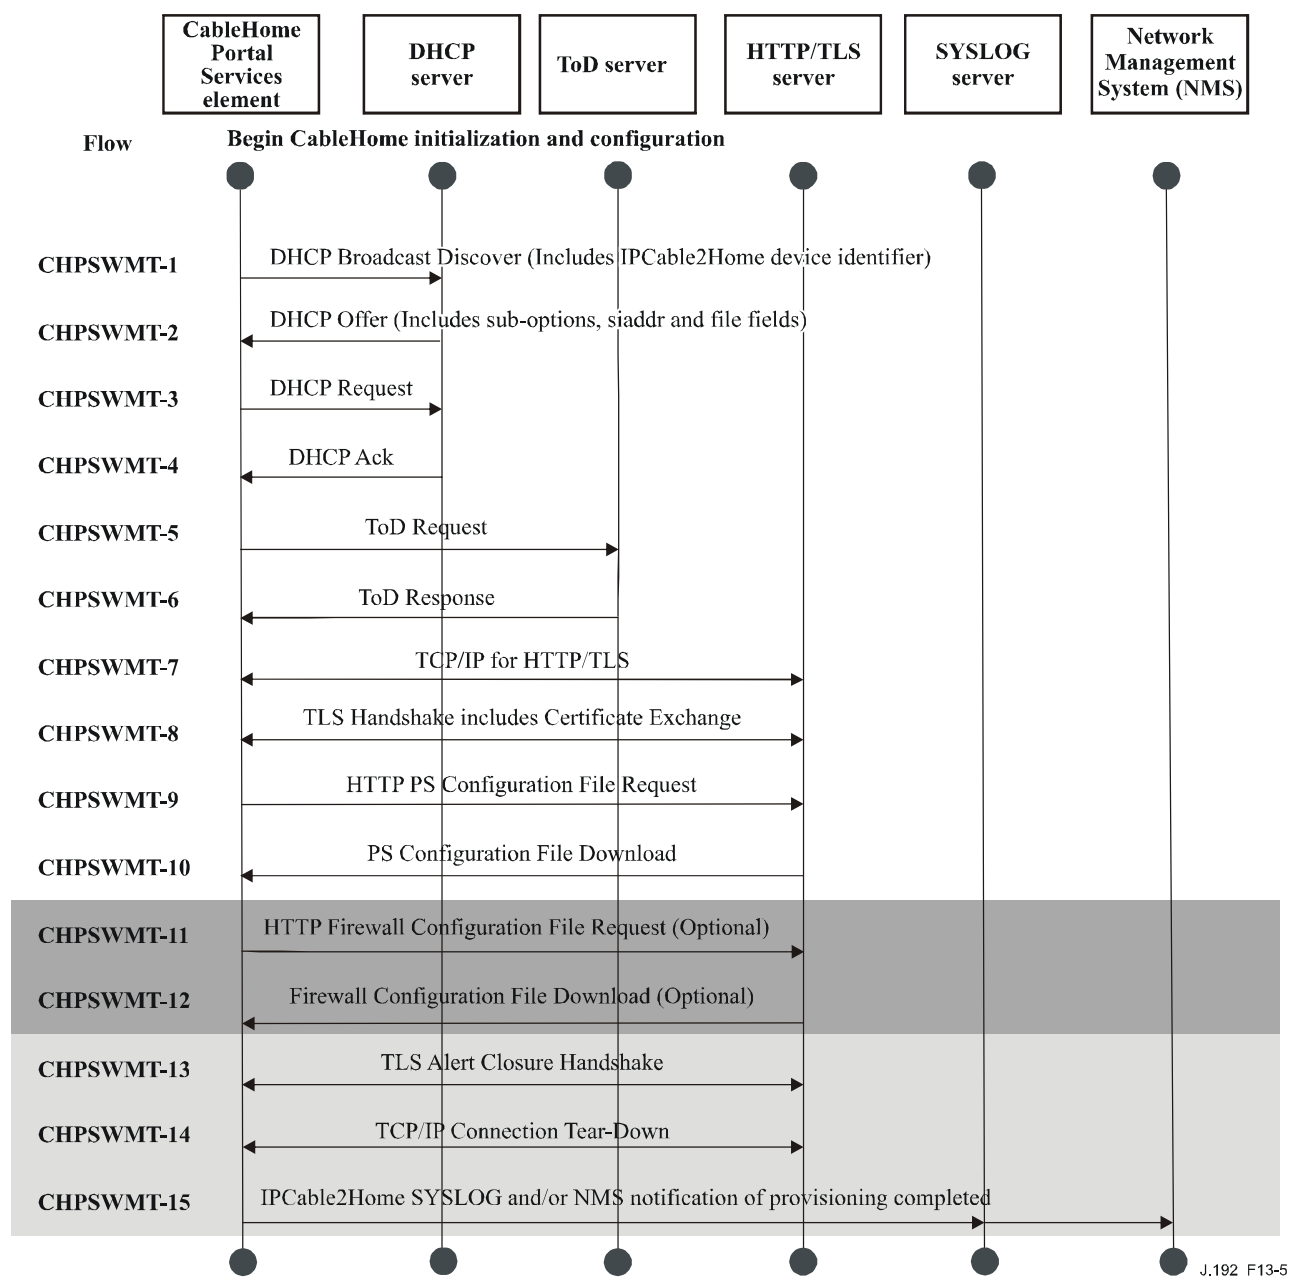 CableHome
Portal
Services
element
DHCP
server
ToD server
HTTP/TLS
server
SYSLOG
server
Network
Management
System (NMS)
Flow
Begin CableHome initialization and configuration
CHPSWMT-1
DHCP Broadcast Discover (Includes IPCable2Home device identifier)
CHPSWMT-2
DHCP Offer (Includes sub-options, siaddr and file fields)
CHPSWMT-3
DHCP Request
CHPSWMT-4
DHCP Ack
CHPSWMT-5
ToD Request
CHPSWMT-6
ToD Response
CHPSWMT-7
TCP/IP for HTTP/TLS
CHPSWMT-8
TLS Handshake includes Certificate Exchange
CHPSWMT-9
HTTP PS Configuration File Request
CHPSWMT-10
PS Configuration File Download
CHPSWMT-11
HTTP Firewall Configuration File Request (Optional)
CHPSWMT-12
Firewall Configuration File Download (Optional)
CHPSWMT-13
TLS Alert Closure Handshake
CHPSWMT-14
TCP/IP Connection Tear-Down
CHPSWMT-15
IPCable2Home SYSLOG and/or NMS notification of provisioning completed
J.192_F13-5